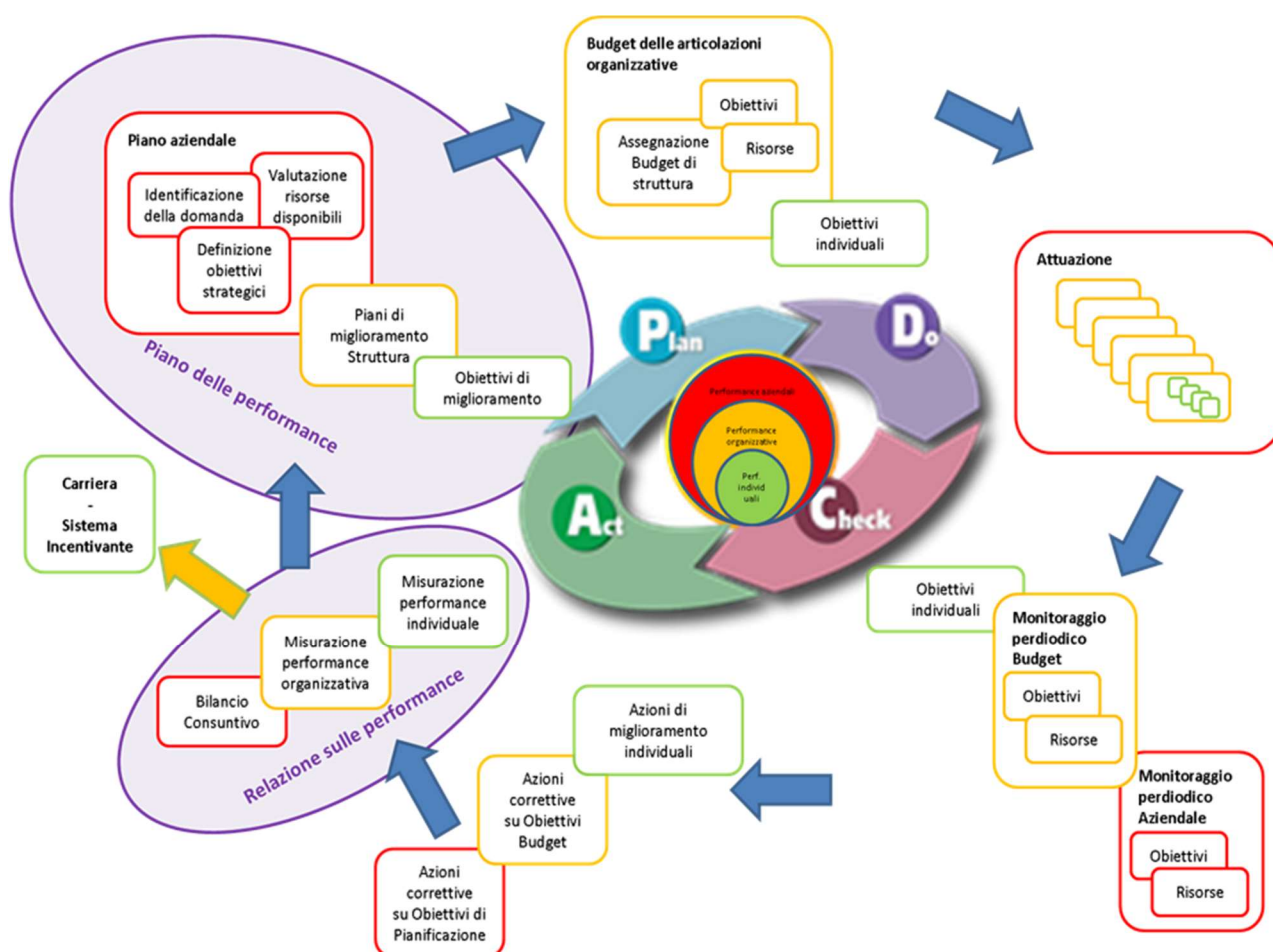 Budget delle articolazioni
organizzative
Obiettivi
Assegnazione
Budget di
struttura
Risorse
Obiettivi
individuali
Piano aziendale
Valutazione
risorse
disponibili
Identificazione
della domanda
Definizione
obiettivi
strategici
Piani di
miglioramento
Struttura
Obiettivi di
miglioramento
Piano delle performance
Attuazione
Plan
Do
Check
Act
Performance aziendali
Performance
organizzative
Perf.
individ
uali
Carriera
-
Sistema
Incentivante
Misurazione
performance
individuale
Misurazione
performance
organizzativa
Bilancio
Consuntivo
Relazione sulle performance
Obiettivi
individuali
Monitoraggio
perdiodico
Budget
Obiettivi
Risorse
Monitoraggio
perdiodico
Aziendale
Obiettivi
Risorse
Azioni di
miglioramento
individuali
Azioni
correttive
su Obiettivi
Budget
Azioni
correttive
su Obiettivi di
Pianificazione